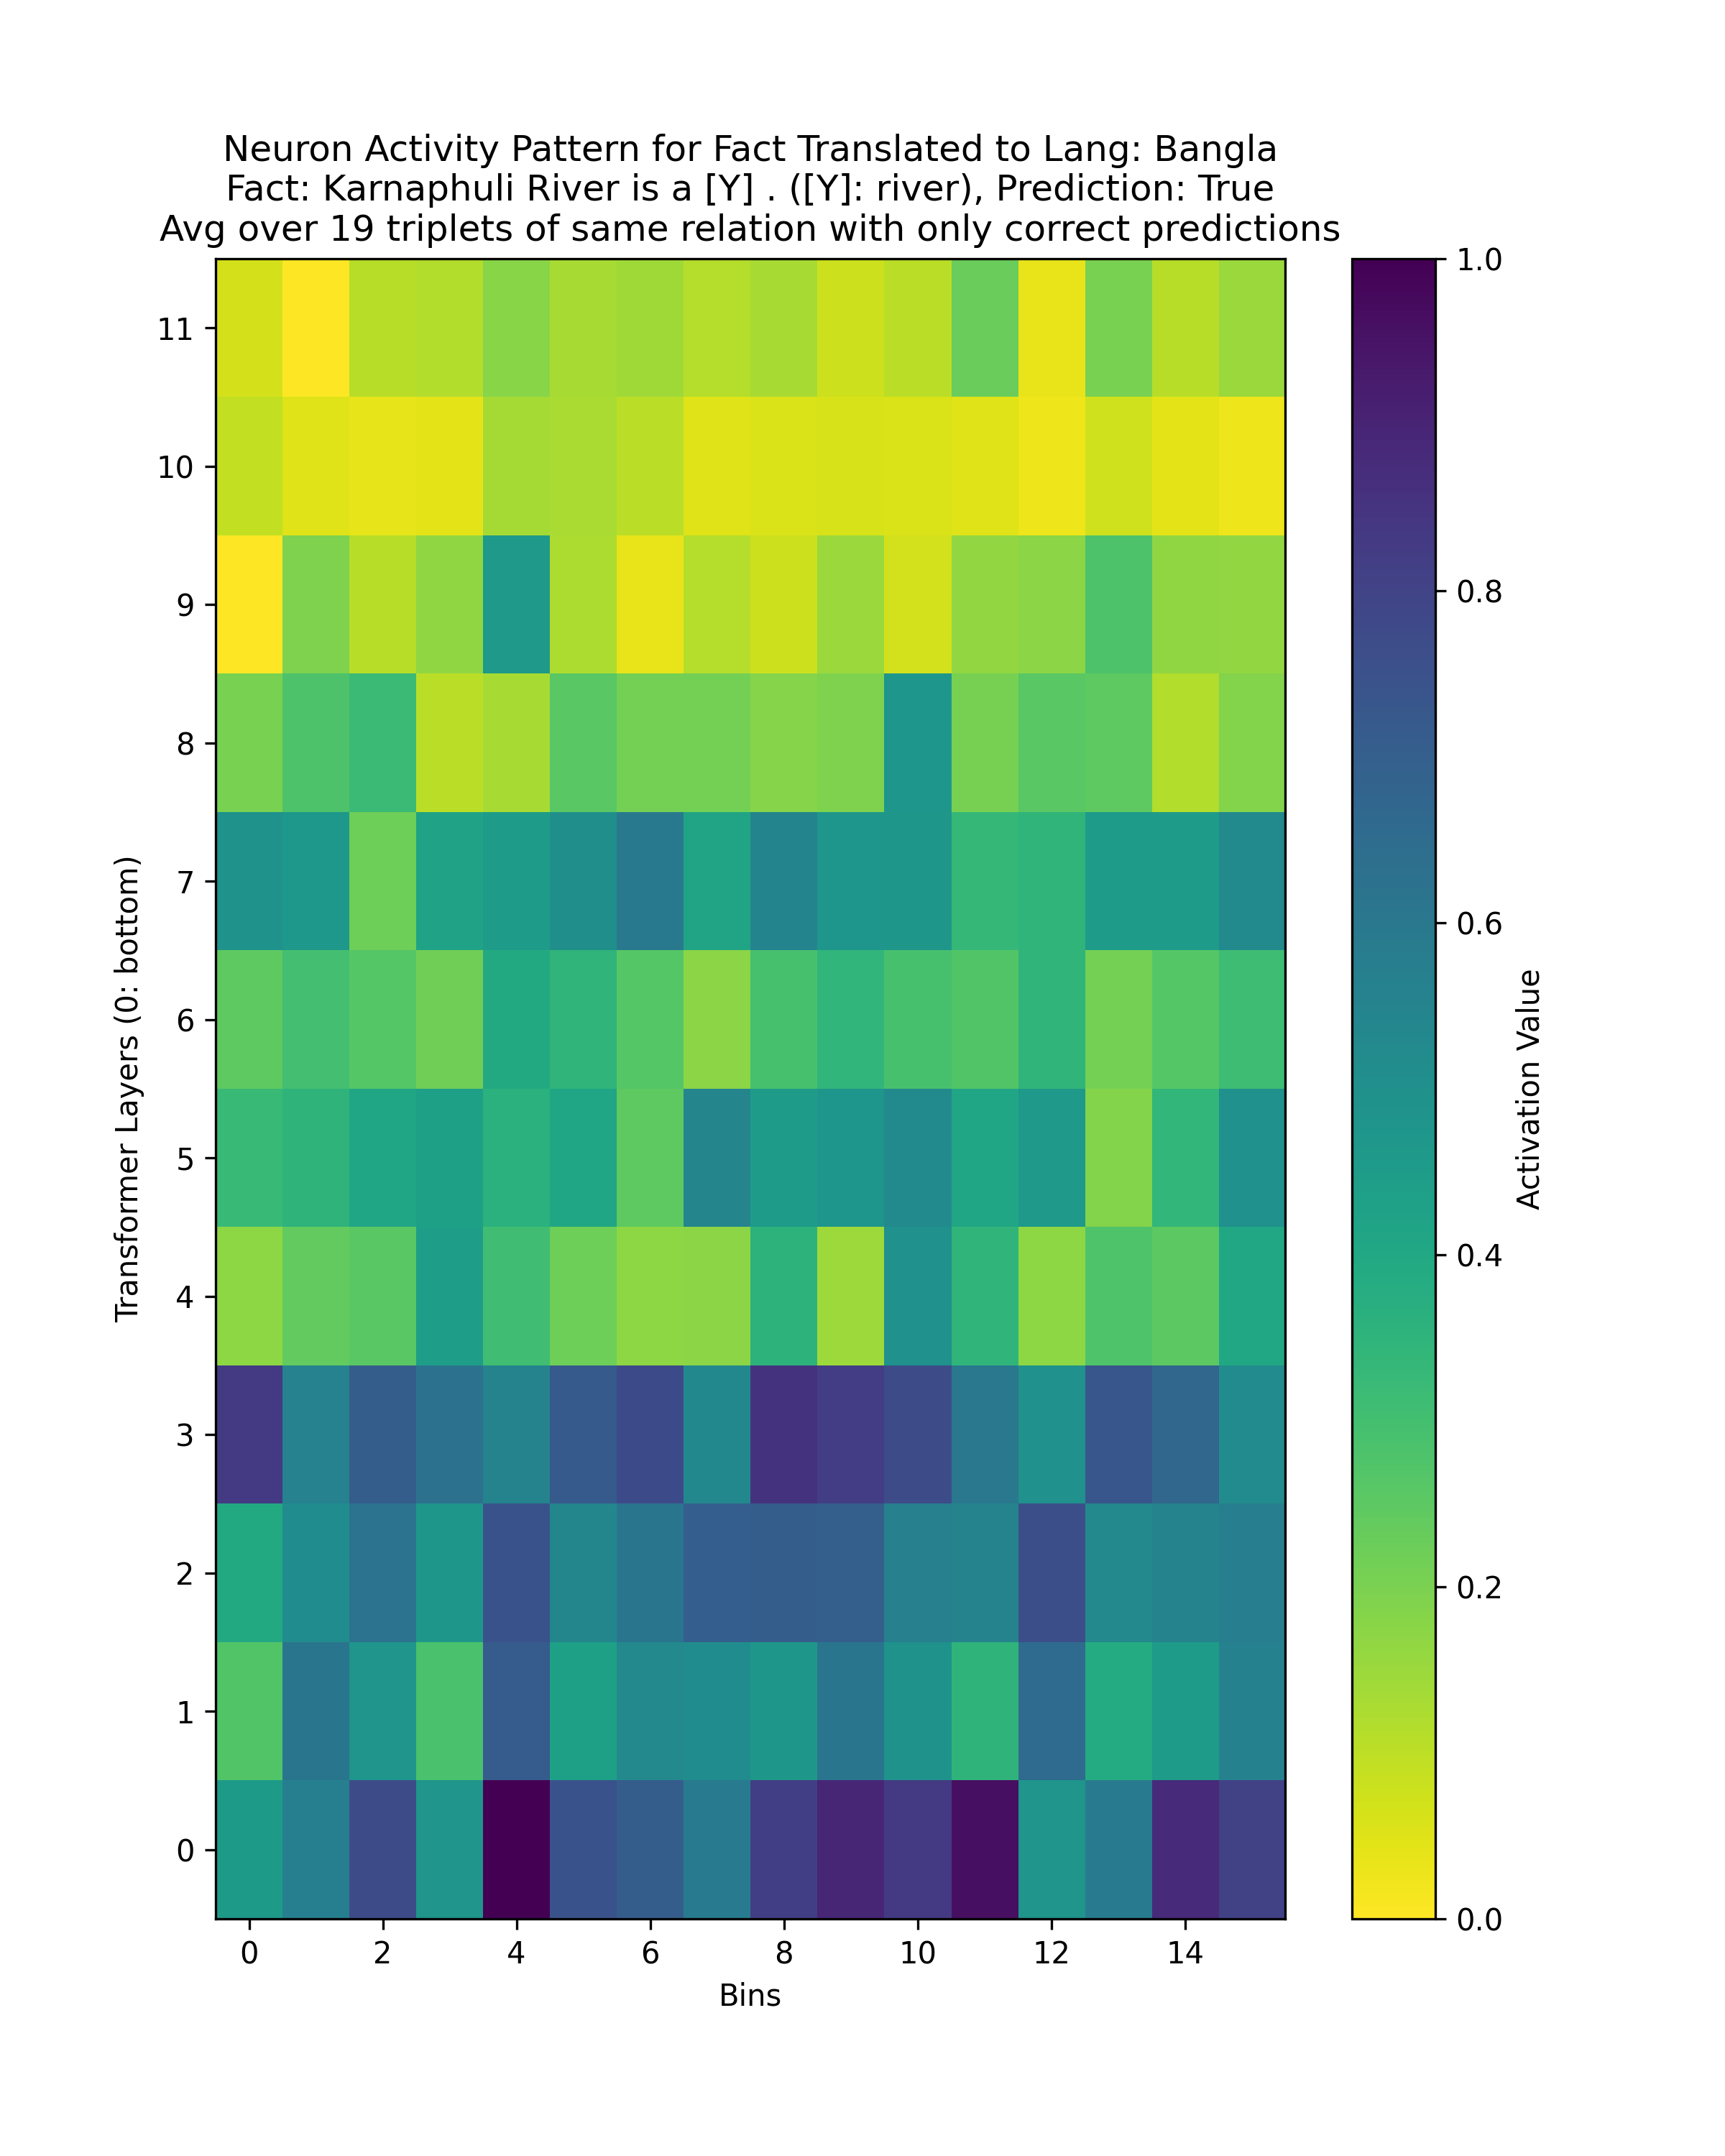 Neuron Activity Pattern for Fact Translated to Lang: Bangla
Fact: Karnaphuli River is a [Y] . ([Y]: river), Prediction: True
Avg over 19 triplets of same relation with only correct predictions
Transformer Layers (0: bottom)
11
10
9
8
7
6
5
4
3
2
1
0
0 2 4 6 8 10 12 14
Bins
1.0
0.8
0.6
0.4
0.2
0.0
Activation Value